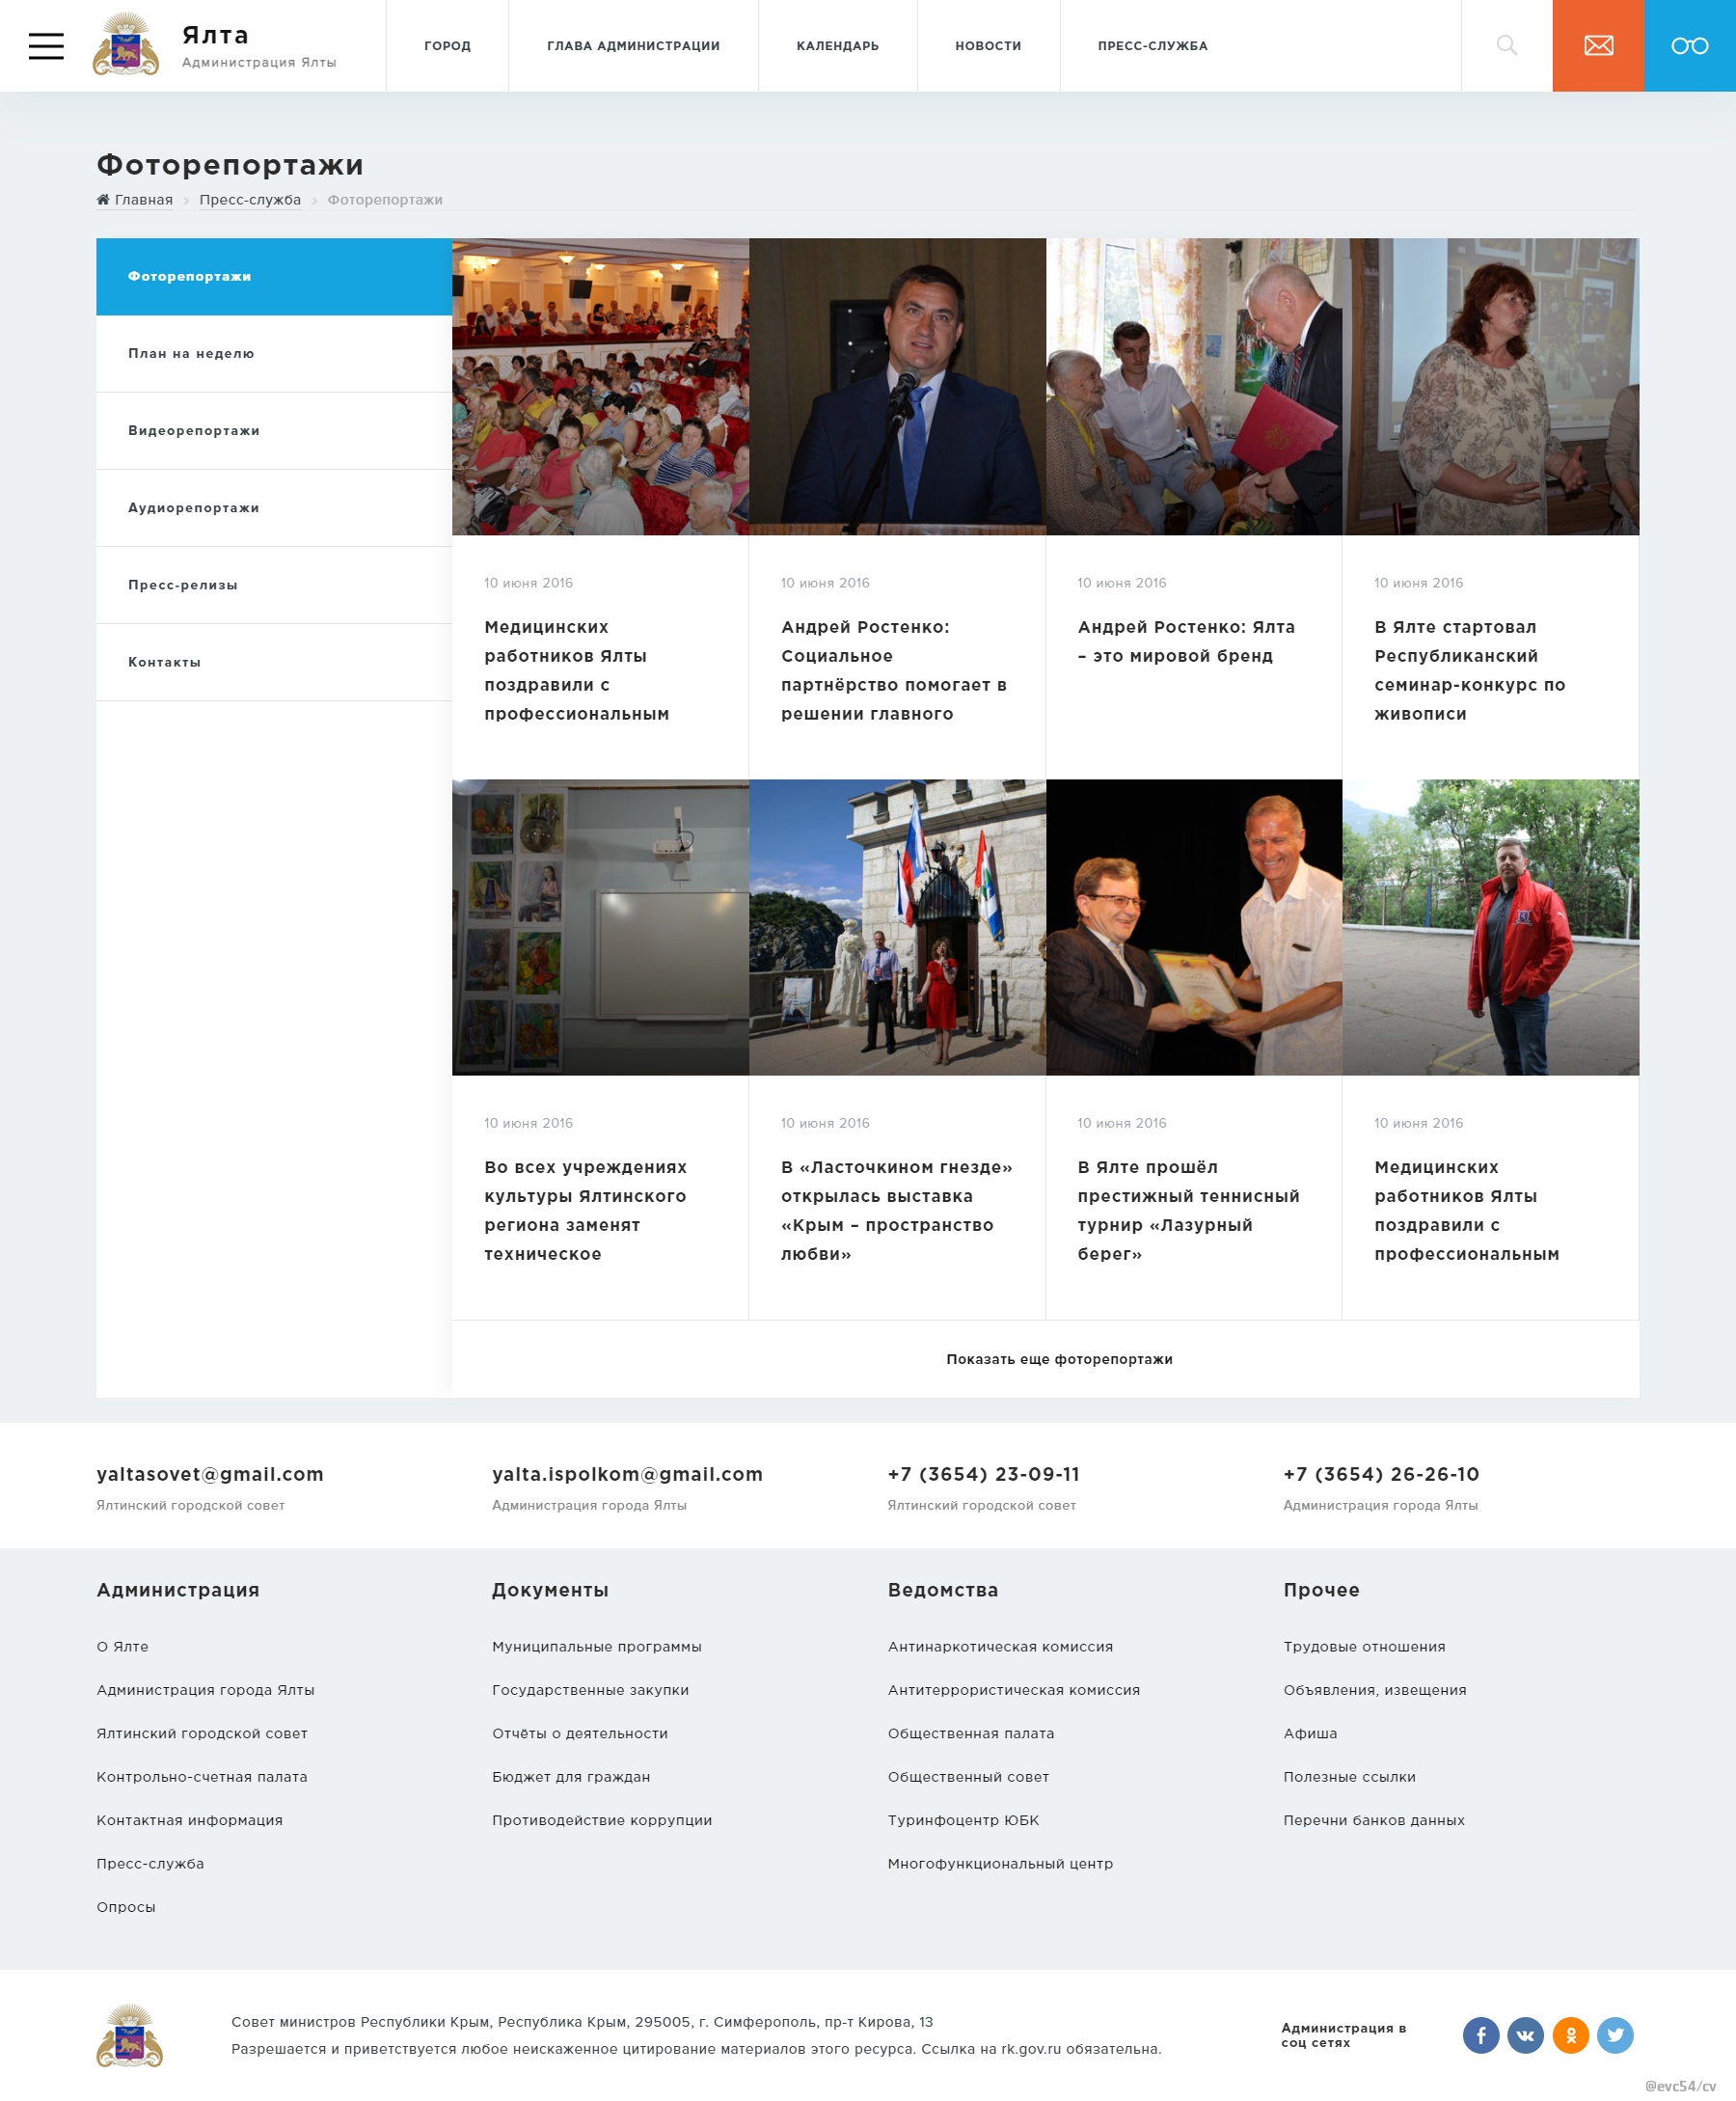 Ялта
Администрация Ялты
ГОРОД
ГЛАВА АДМИНИСТРАЦИИ
КАЛЕНДАРЬ
НОВОСТИ
ПРЕСС-СЛУЖБА
Фоторепортажи
Главная
Пресс-служба
Фоторепортажи
Фоторепортажи
План на неделю
Видеорепортажи
Аудиорепортажи
Пресс-релизы
Контакты
10 июня 2016
Медицинских
работников Ялты
поздравили с
профессиональным
10 июня 2016
Андрей Ростенко:
Социальное
партнёрство помогает в
решении главного
10 июня 2016
Андрей Ростенко: Ялта
– это мировой бренд
10 июня 2016
В Ялте стартовал
Республиканский
семинар-конкурс по
живописи
10 июня 2016
Во всех учреждениях
культуры Ялтинского
региона заменят
техническое
10 июня 2016
В «Ласточкином гнезде»
открылась выставка
«Крым – пространство
любви»
10 июня 2016
В Ялте прошёл
престижный теннисный
турнир «Лазурный
берег»
10 июня 2016
Медицинских
работников Ялты
поздравили с
профессиональным
Показать еще фоторепортажи
yaltasovet@gmail.com
Ялтинский городской совет
yalta.ispolkom@gmail.com
Администрация города Ялты
+7 (3654) 23-09-11
Ялтинский городской совет
+7 (3654) 26-26-10
Администрация города Ялты
Администрация
О Ялте
Администрация города Ялты
Ялтинский городской совет
Контрольно-счетная палата
Контактная информация
Пресс-служба
Опросы
Документы
Муниципальные программы
Государственные закупки
Отчёты о деятельности
Бюджет для граждан
Противодействие коррупции
Ведомства
Антинаркотическая комиссия
Антитеррористическая комиссия
Общественная палата
Общественный совет
Туринфоцентр ЮБК
Многофункциональный центр
Прочее
Трудовые отношения
Объявления, извещения
Афиша
Полезные ссылки
Перечни банков данных
Совет министров Республики Крым, Республика Крым, 295005, г. Симферополь, пр-т Кирова, 13
Разрешается и приветствуется любое неискаженное цитирование материалов этого ресурса. Ссылка на rk.gov.ru обязательна.
Администрация в
соц сетях
@evc54/cv